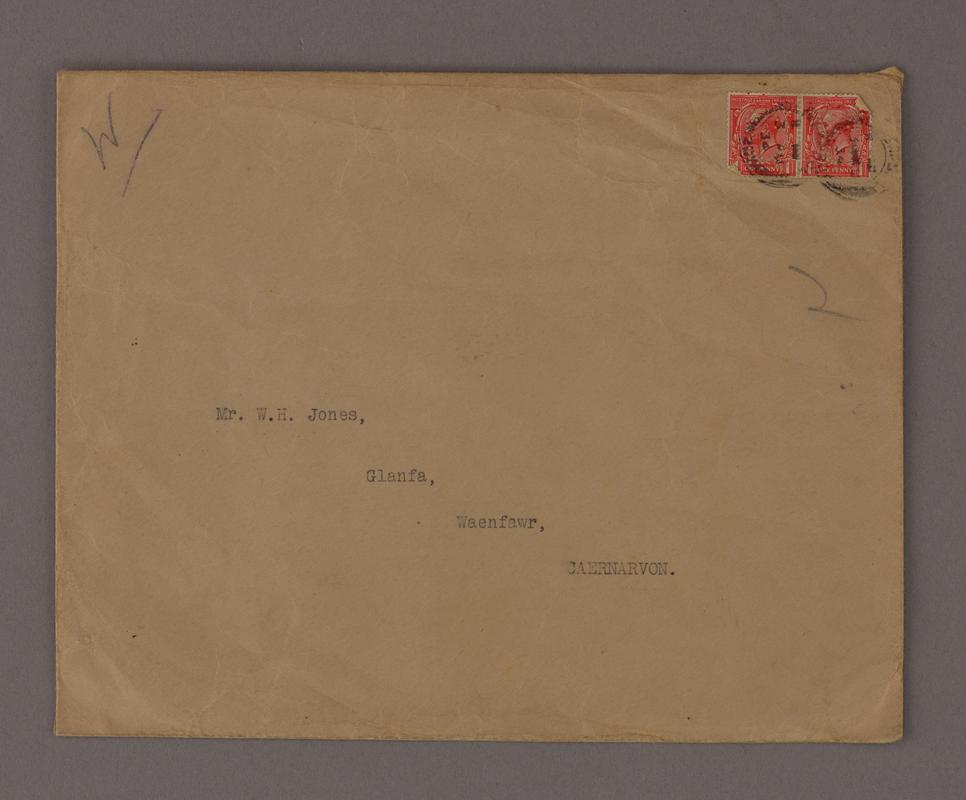 W
Mr. W.H. Jones,
Glanfa,
Waenfawr,
CAERNARVON.